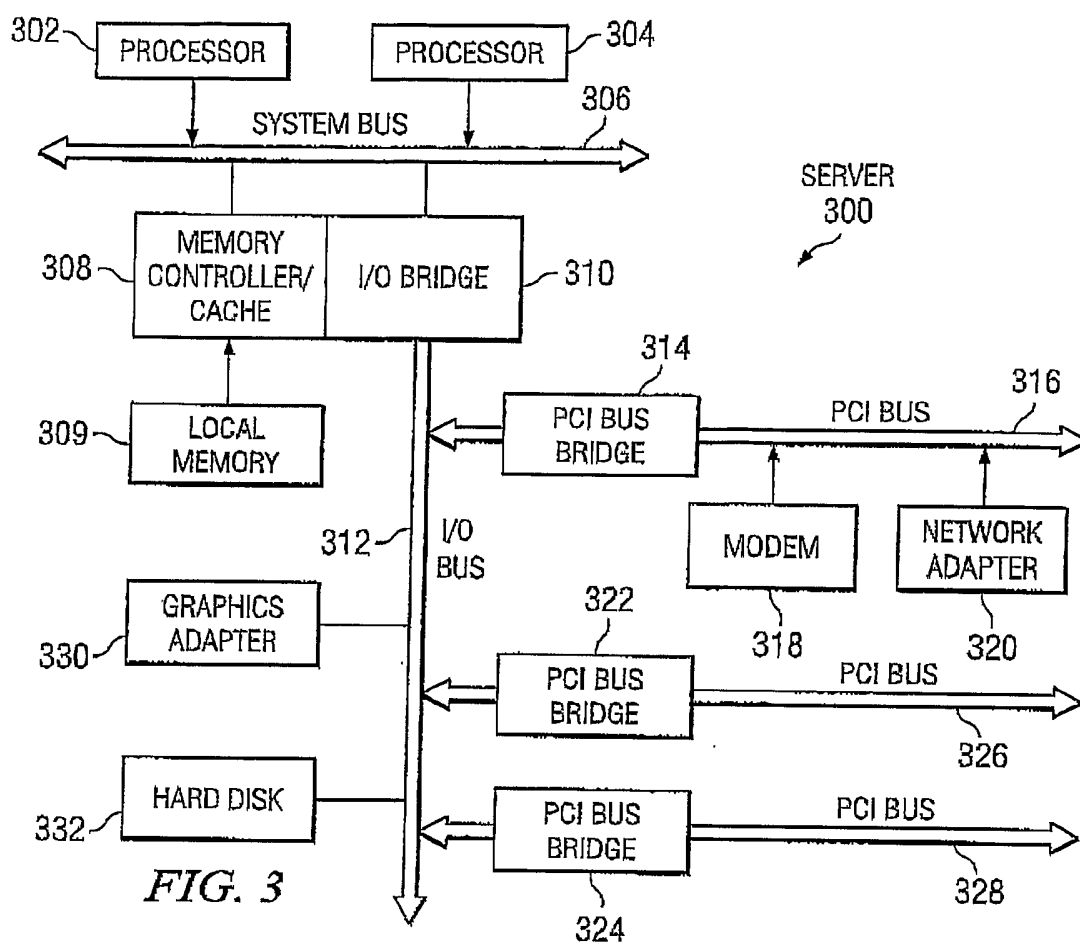 302
PROCESSOR
PROCESSOR
304
SYSTEM BUS
306
SERVER
300
308
MEMORY
CONTROLLER/
CACHE
I/O BRIDGE
310
314
309
LOCAL
MEMORY
PCI BUS
BRIDGE
PCI BUS
316
312
I/O
BUS
MODEM
NETWORK
ADAPTER
318
320
330
GRAPHICS
ADAPTER
322
PCI BUS
BRIDGE
PCI BUS
326
332
HARD DISK
PCI BUS
BRIDGE
PCI BUS
328
324
FIG. 3